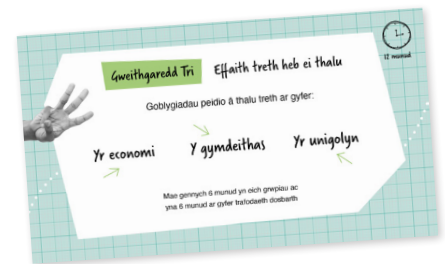 12 munud
Gweithgaredd Tri Effaith treth heb ei thalu
Goblygiadau peidio â thalu treth ar gyfer:
Yr economi Y gymdeithas Yr unigolyn
Mae gennych 6 munud yn eich grwpiau ac
yna 6 munud ar gyfer trafodaeth dosbarth